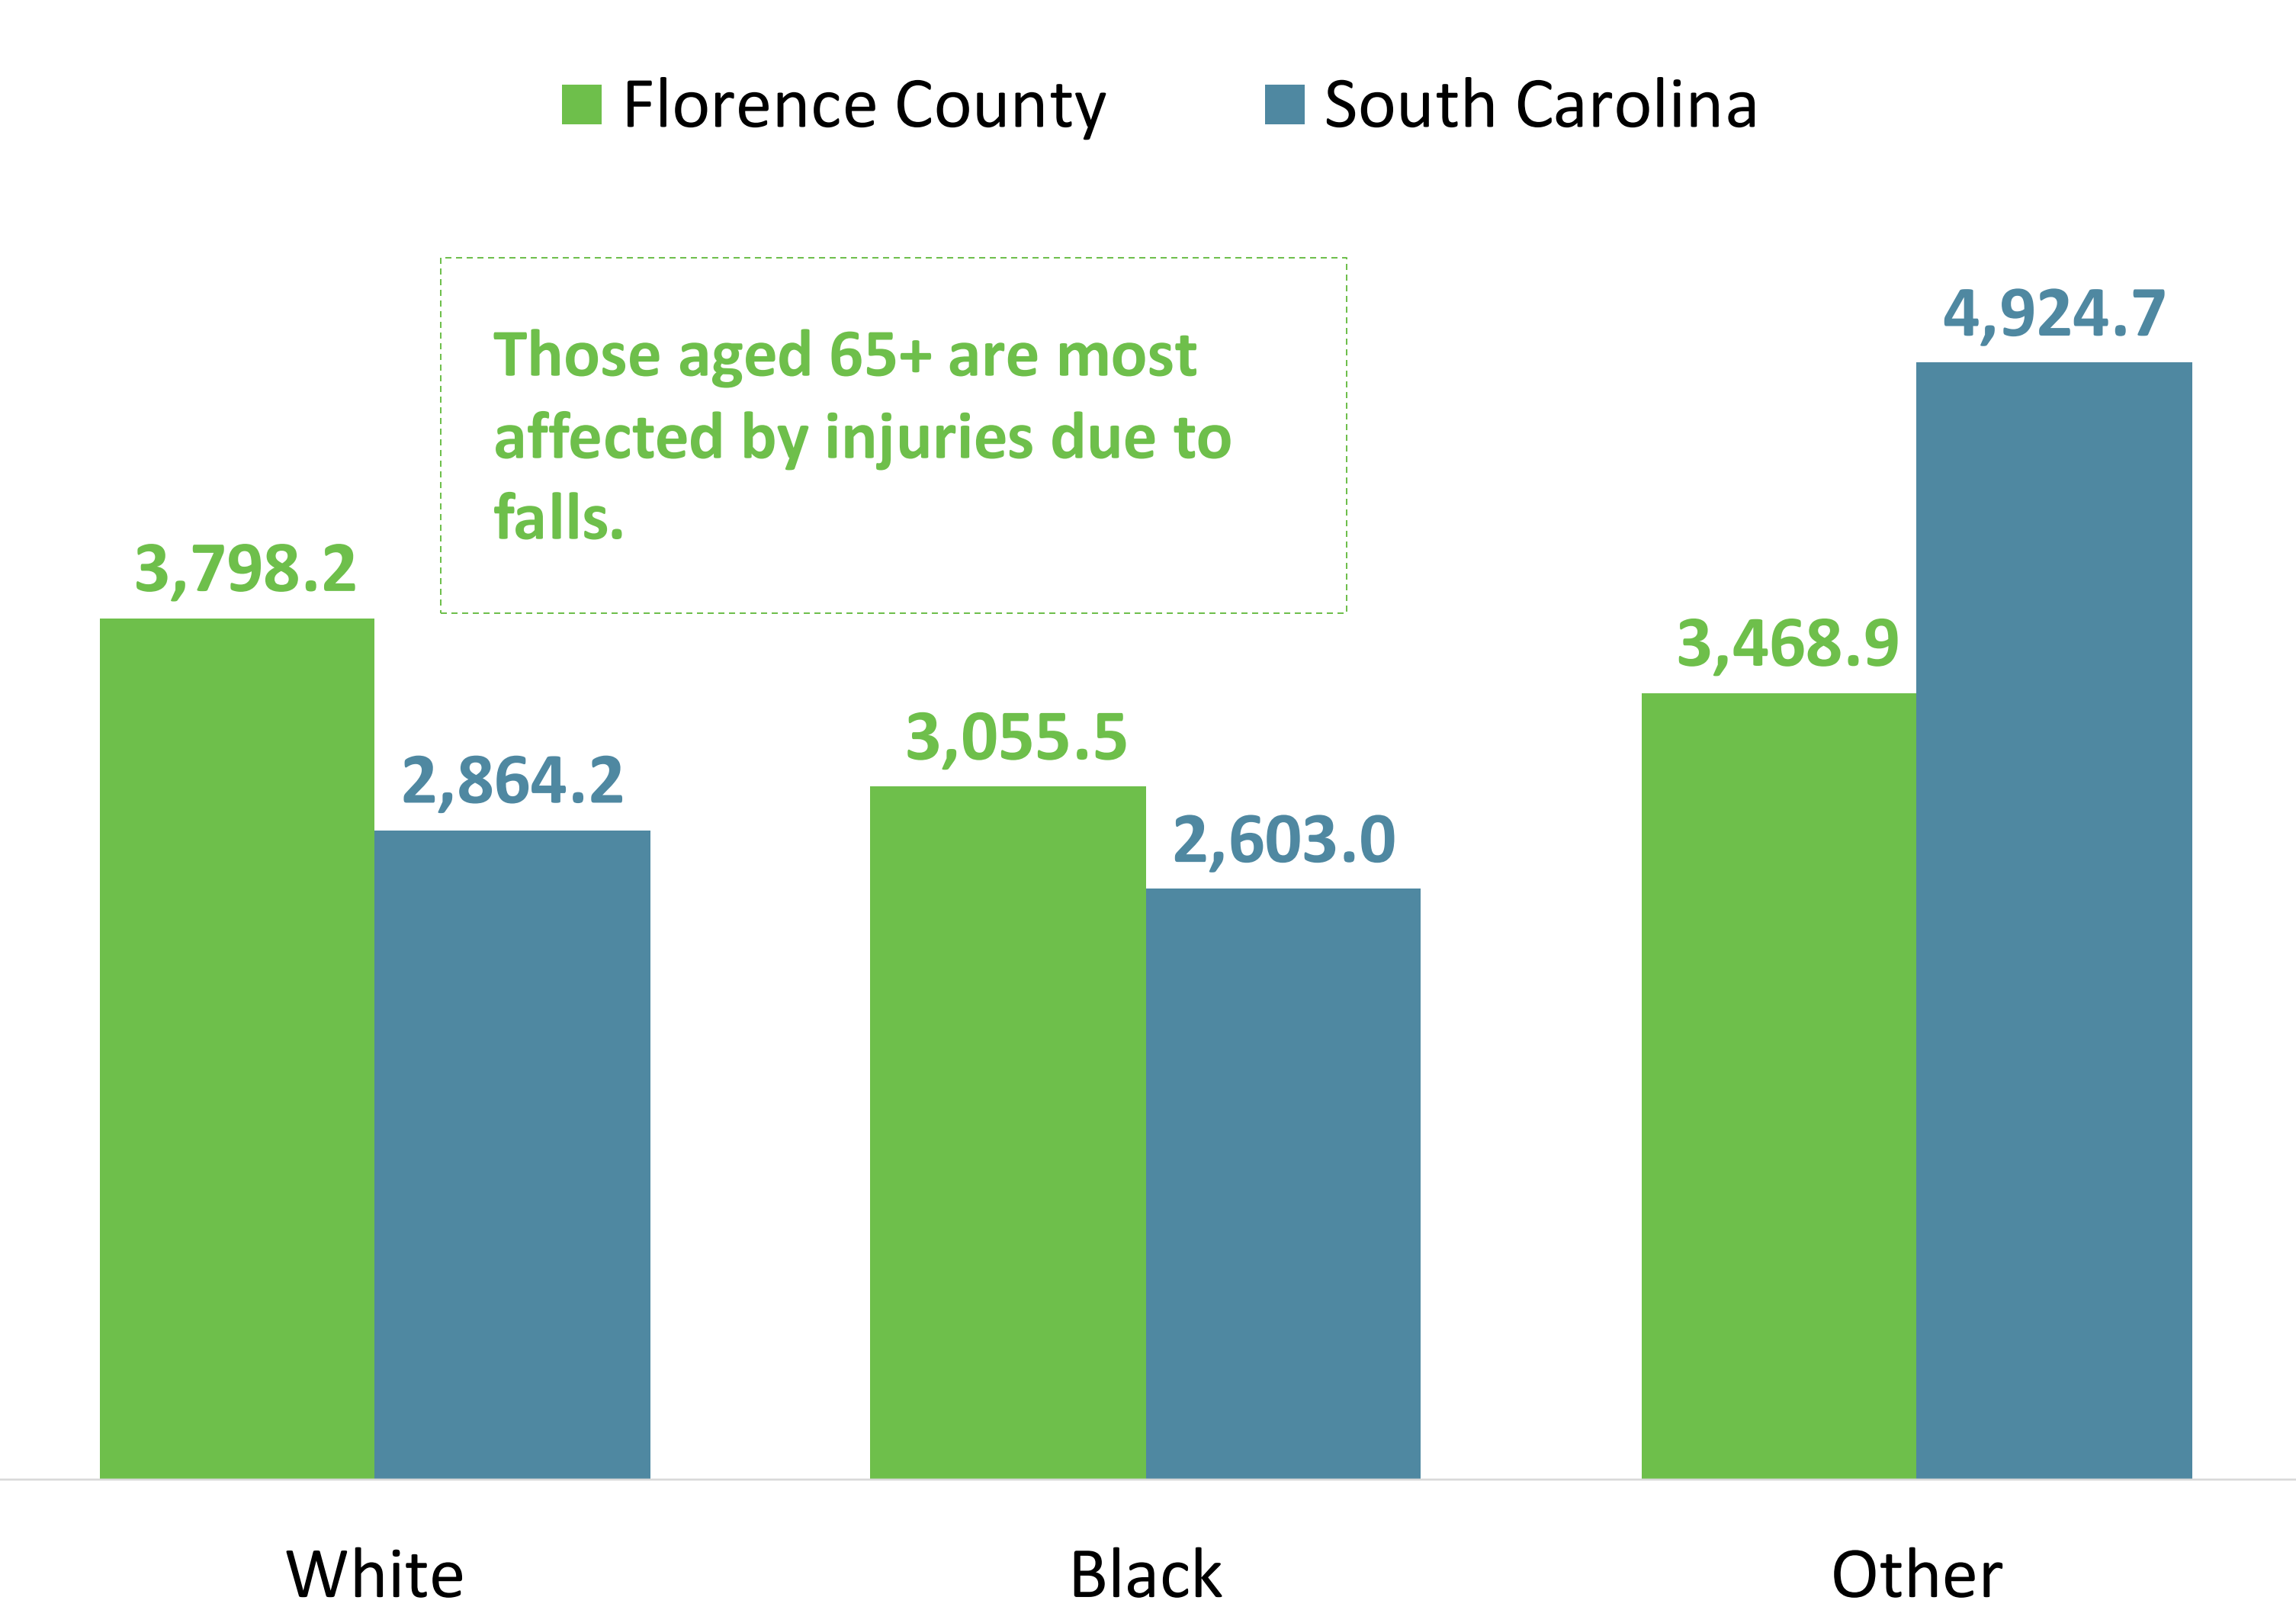 Florence County
South Carolina
Those aged 65+ are most
affected by injuries due to
falls.
4,924.7
3,798.2
3,468.9
3,055.5
2,864.2
2,603.0
White
Black
Other